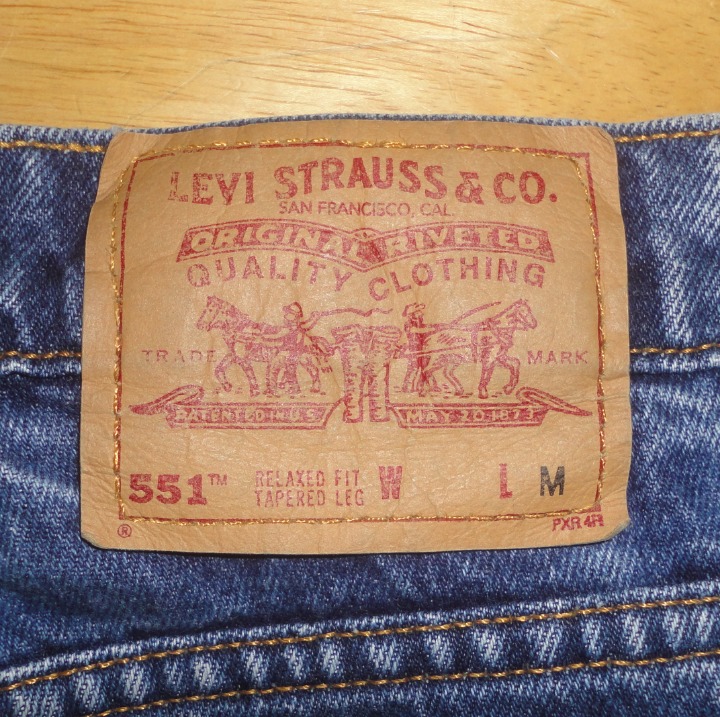 LEVI STRAUSS & CO.
SAN FRANCISCO, CAL.
ORIGINAL RIVETED
QUALITY CLOTHING
TRADE MARK
PATENTED IN U.S. MAY 20 1873
551™ RELAXED FIT W L M
TAPERED LEG
® PXR 4R